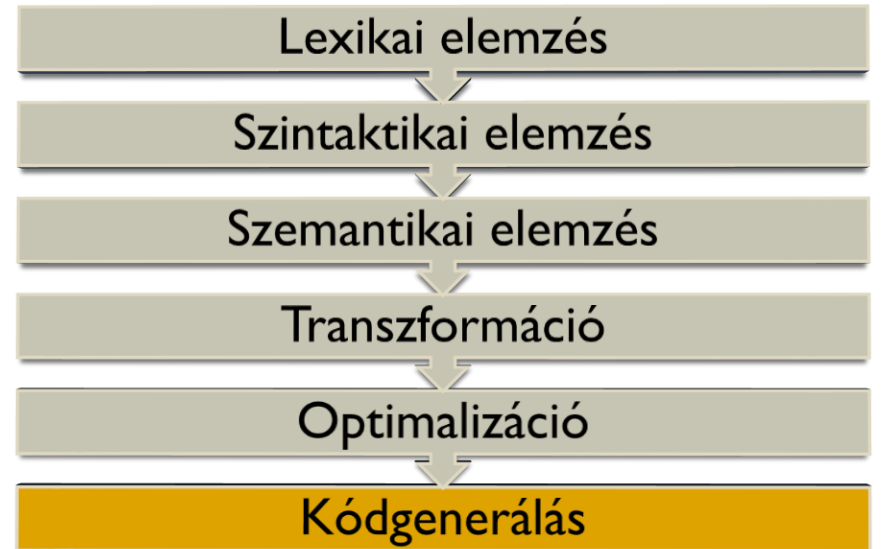 Lexikai elemzés
Szintaktikai elemzés
Szemantikai elemzés
Transzformáció
Optimalizáció
Kódgenerálás